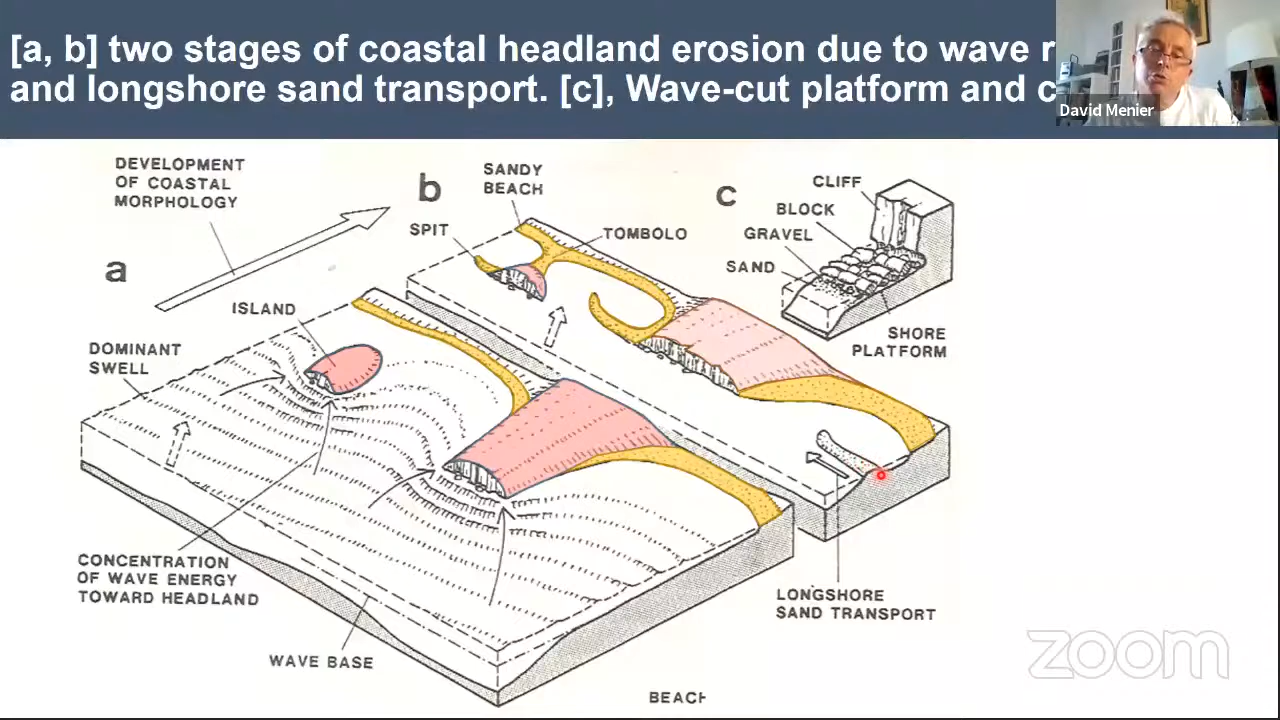 [a, b] two stages of coastal headland erosion due to wave r
and longshore sand transport. [c], Wave-cut platform and c
David Menier
DEVELOPMENT
OF COASTAL
MORPHOLOGY
a
ISLAND
DOMINANT
SWELL
CONCENTRATION
OF WAVE ENERGY
TOWARD HEADLAND
WAVE BASE
b
SANDY
BEACH
SPIT
TOMBOLO
c
CLIFF
BLOCK
GRAVEL
SAND
SHORE
PLATFORM
LONGSHORE
SAND TRANSPORT
BEACH
zoom